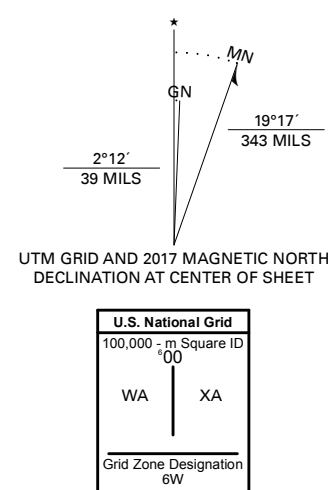 ★
MN
GN
19°17´
343 MILS
2°12´
39 MILS
UTM GRID AND 2017 MAGNETIC NORTH
DECLINATION AT CENTER OF SHEET
U.S. National Grid
100,000 - m Square ID
⁶00
WA XA
Grid Zone Designation
6W